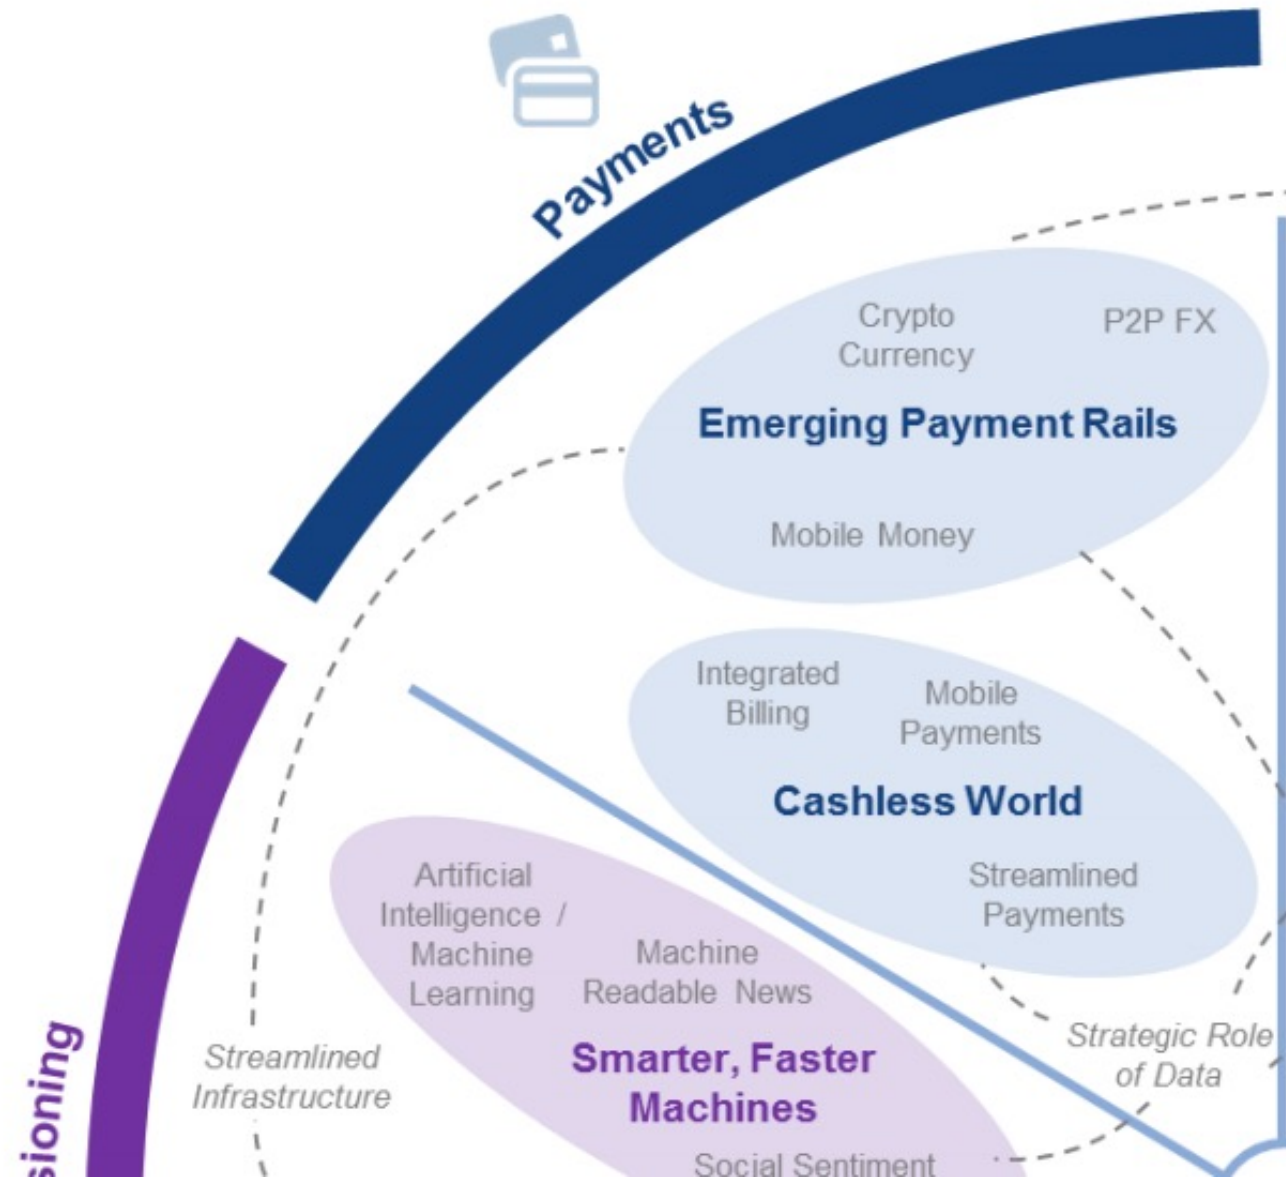 Payments
Crypto
Currency
P2P FX
Emerging Payment Rails
Mobile Money
Integrated
Billing
Mobile
Payments
Cashless World
Streamlined
Payments
Artificial
Intelligence /
Machine
Learning
Machine
Readable News
Smarter, Faster
Machines
Social Sentiment
Streamlined
Infrastructure
Strategic Role
of Data
sioning